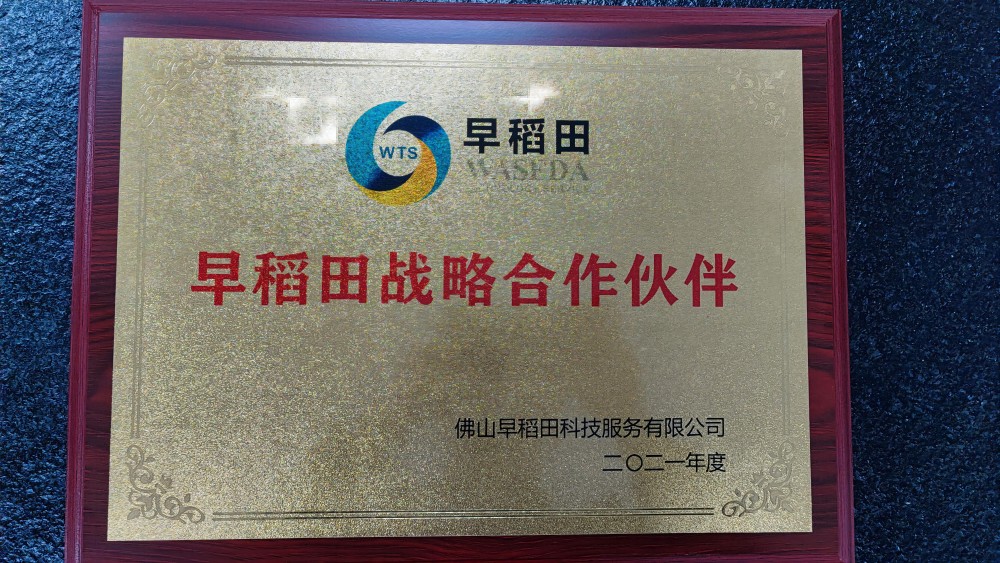 WTS
早稻田
WASEDA
早稻田战略合作伙伴
佛山早稻田科技服务有限公司
二〇二一年度